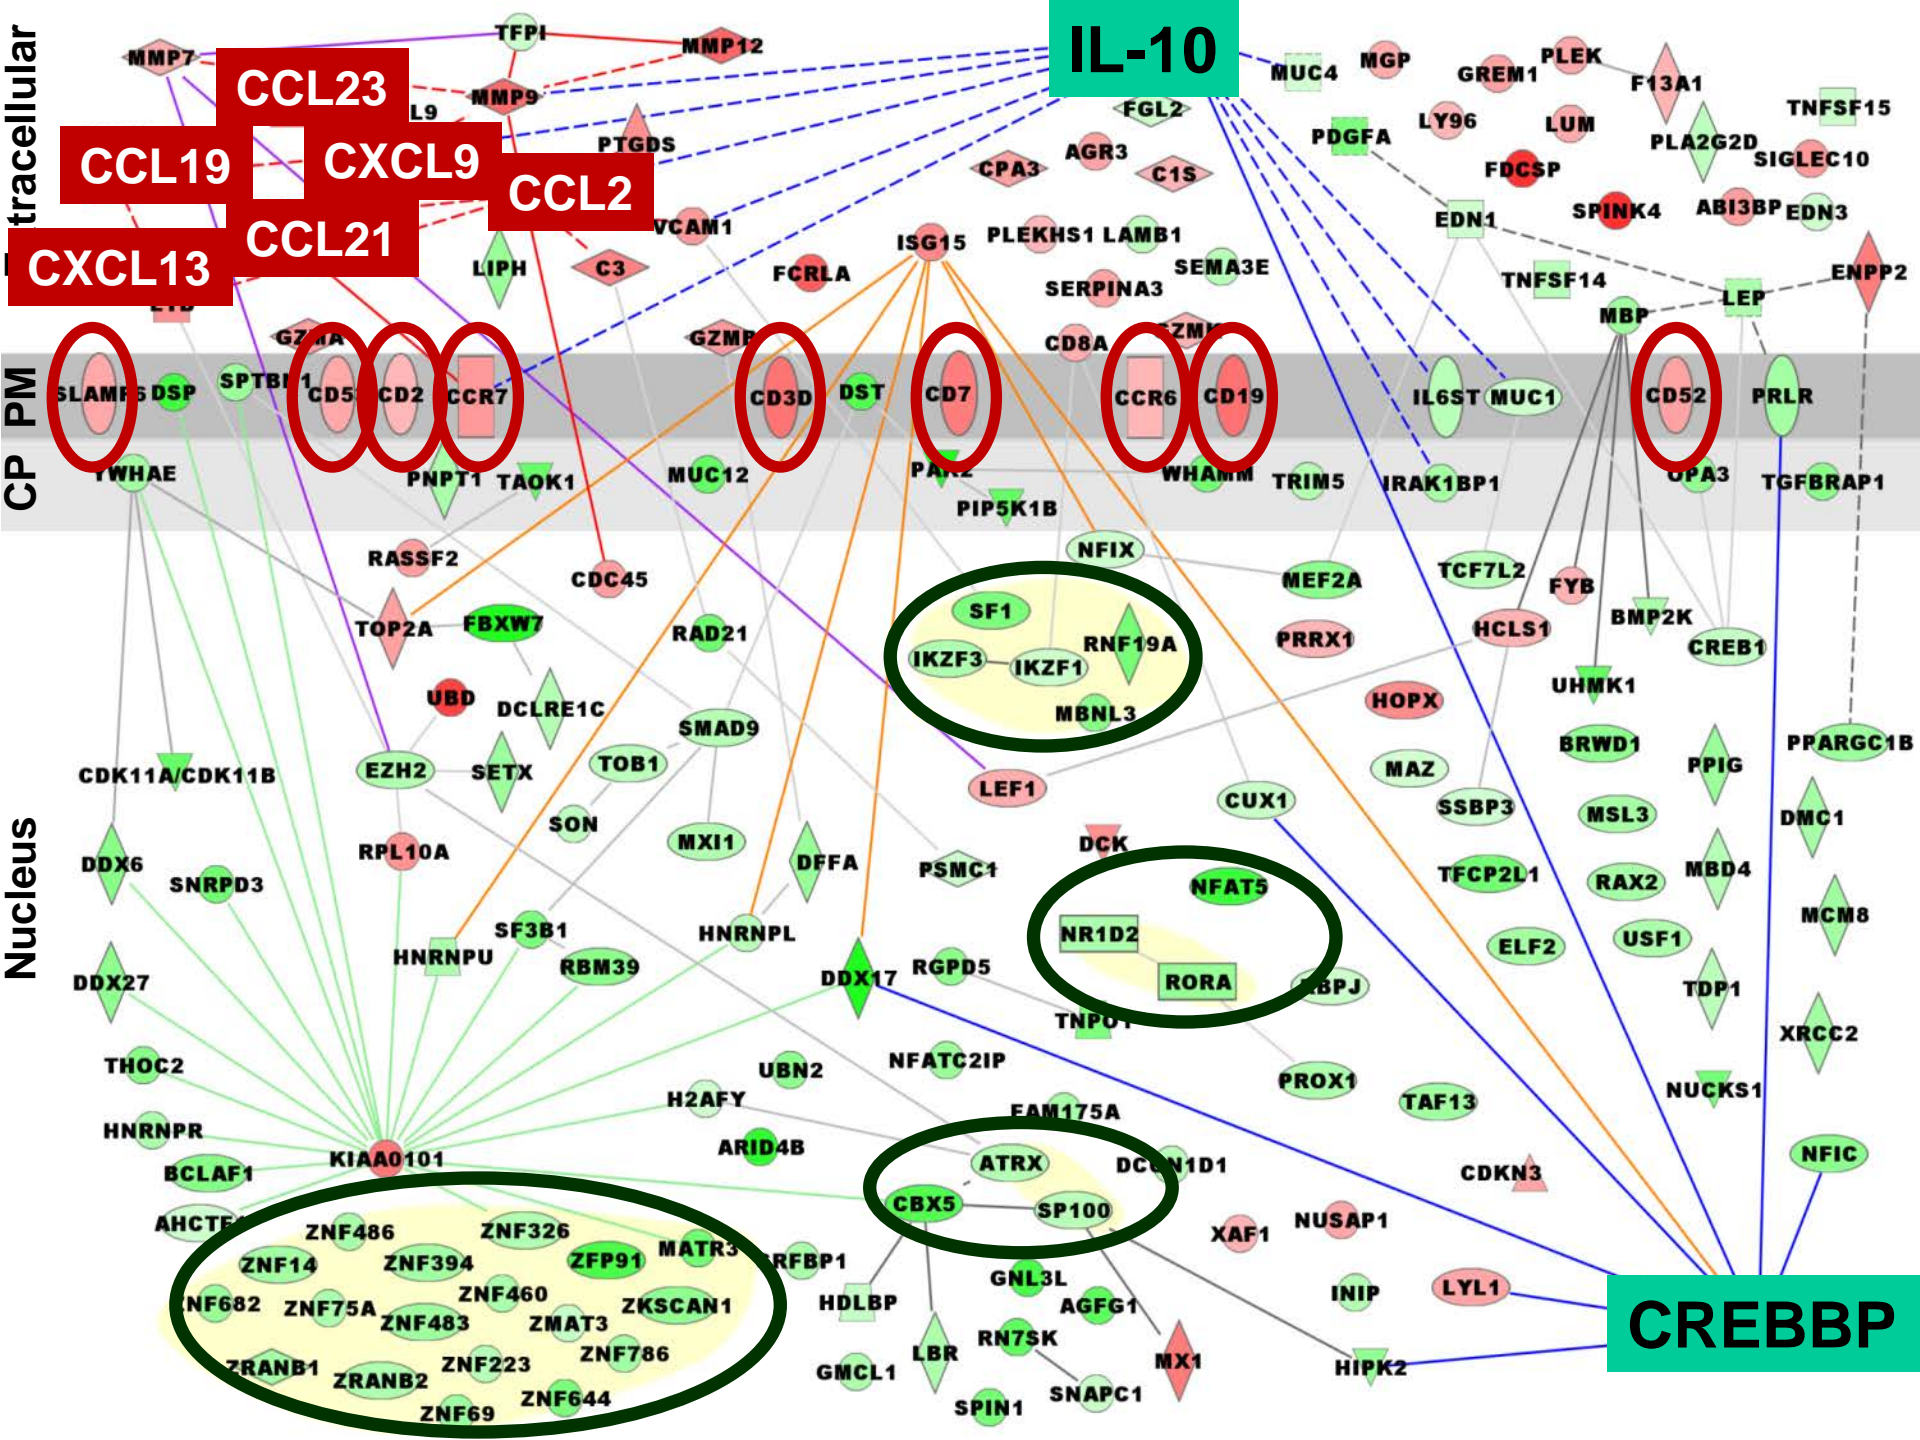 IL-10
TFPI
MMP7
MMP12
MGP
PLEK
MUC4
GREM1
F13A1
CCL23
MMP9
L9
FGL2
TNFSF15
LY96
LUM
PDGFA
PTGDS
PLA2G2D
AGR3
SIGLEC10
CCL19
CXCL9
CPA3
C1S
FDCSP
CCL2
SPINK4
ABI3BP
EDN3
EDN1
VCAM1
PLEKHS1
LAMB1
ISG15
CCL21
CXCL13
LIPH
C3
FCRLA
SEMA3E
TNFSF14
ENPP2
SERPINA3
LEP
MBP
GZMA
CD8A
tracellular
PM
SLAMF6
DSP
SPTBN1
CD2
CCR7
CD3D
DST
CD7
CCR6
CD19
IL6ST
MUC1
CD52
PRLR
CP
YWHAE
PNPT1
TAOK1
MUC12
WHAMM
TRIM5
IRAK1BP1
OPA3
TGFBRAP1
PIP5K1B
Nucleus
NFIX
RASSF2
CDC45
MEF2A
TCF7L2
FYB
SF1
BMP2K
TOP2A
FBXW7
RAD21
RNF19A
PRRX1
HCLS1
CREB1
IKZF3
IKZF1
UHMK1
UBD
DCLRE1C
MBNL3
HOPX
SMAD9
BRWD1
PPARGC1B
CDK11A/CDK11B
EZH2
SETX
TOB1
MAZ
PPIG
LEF1
CUX1
SSBP3
MSL3
DMC1
SON
DCK
MXI1
RPL10A
DDX6
DFFA
PSMC1
SNRPD3
NFAT5
TFCP2L1
RAX2
MBD4
SF3B1
HNRNPL
NR1D2
MCM8
ELF2
USF1
HNRNPU
RBM39
DDX27
DDX17
RGPD5
RORA
RBPJ
TDP1
TNPO1
XRCC2
THOC2
UBN2
NFATC2IP
PROX1
NUCKS1
H2AFY
FAM175A
TAF13
HNRNPR
ARID4B
KIAA0101
BCLAF1
ATRX
DCUN1D1
CDKN3
NFIC
CBX5
SP100
ZNF486
ZNF326
MATR3
XAF1
NUSAP1
ZNF14
ZNF394
ZFP91
GNL3L
INIP
LYL1
ZNF682
ZNF75A
ZNF460
ZKSCAN1
HDLBP
AGFG1
ZNF483
ZMAT3
CREBBP
RN7SK
ZNF786
LBR
MX1
HIPK2
ZRANB1
ZRANB2
ZNF223
GMCL1
SNAPC1
ZNF644
ZNF69
SPIN1